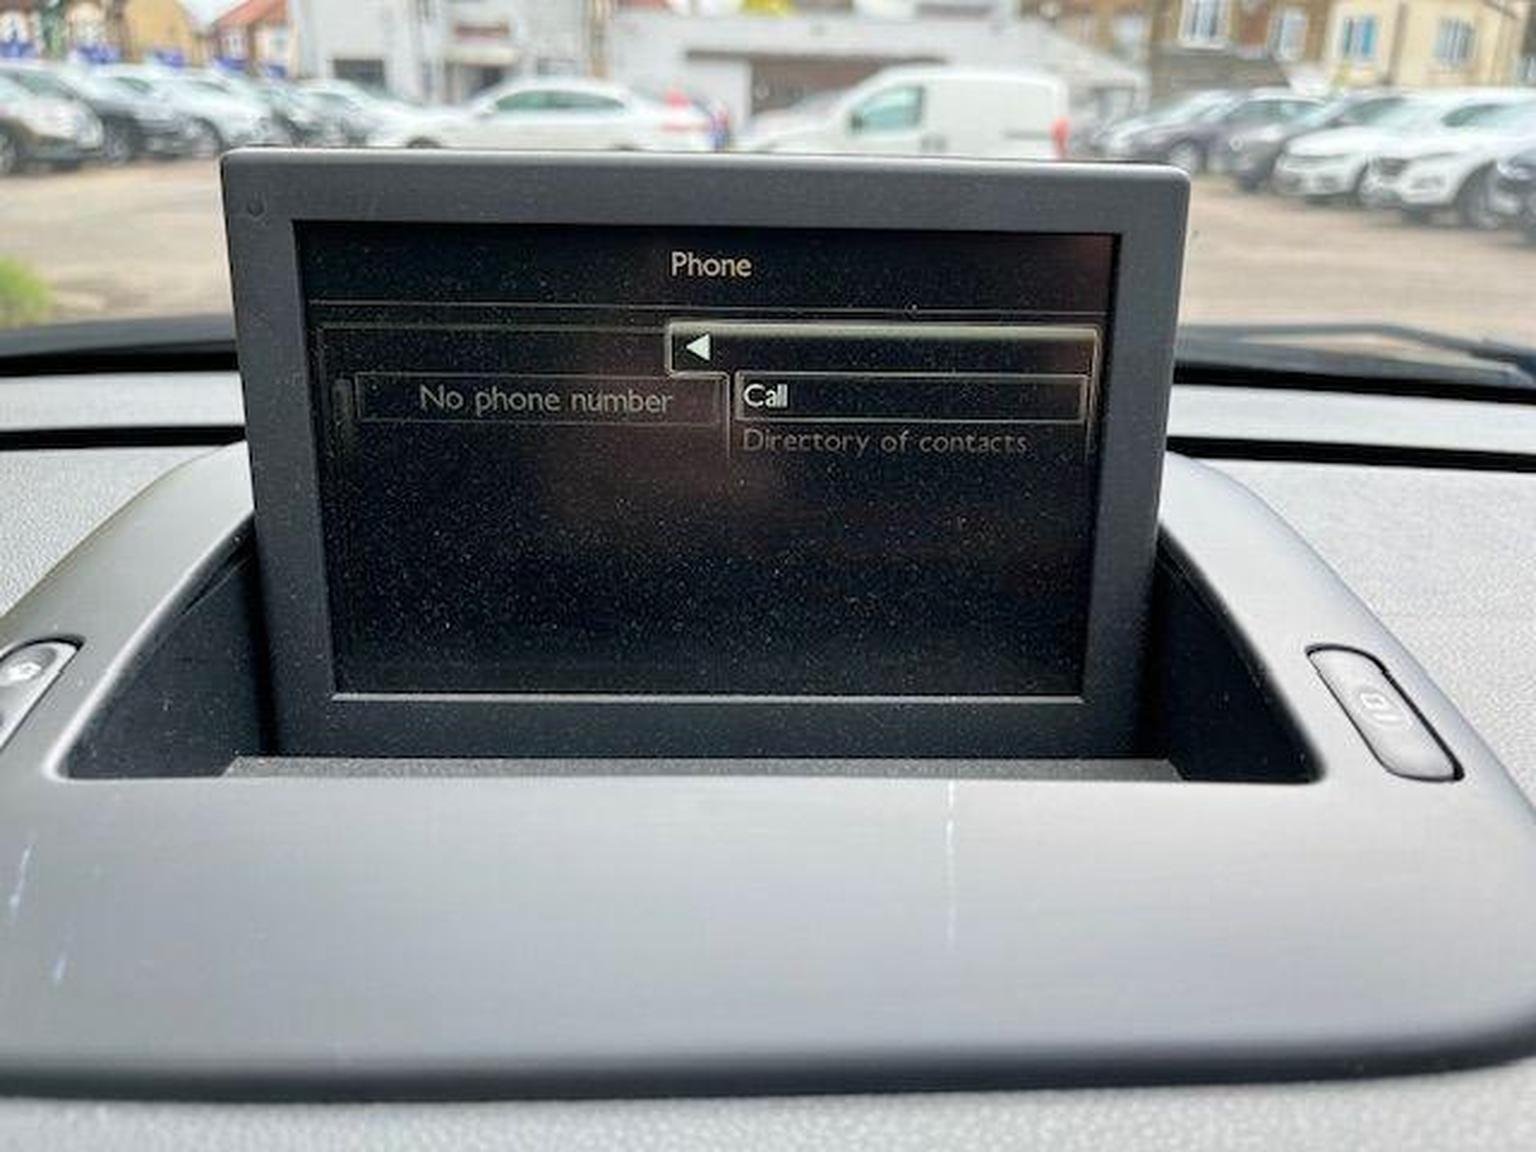 Phone
No phone number
Call
Directory of contacts